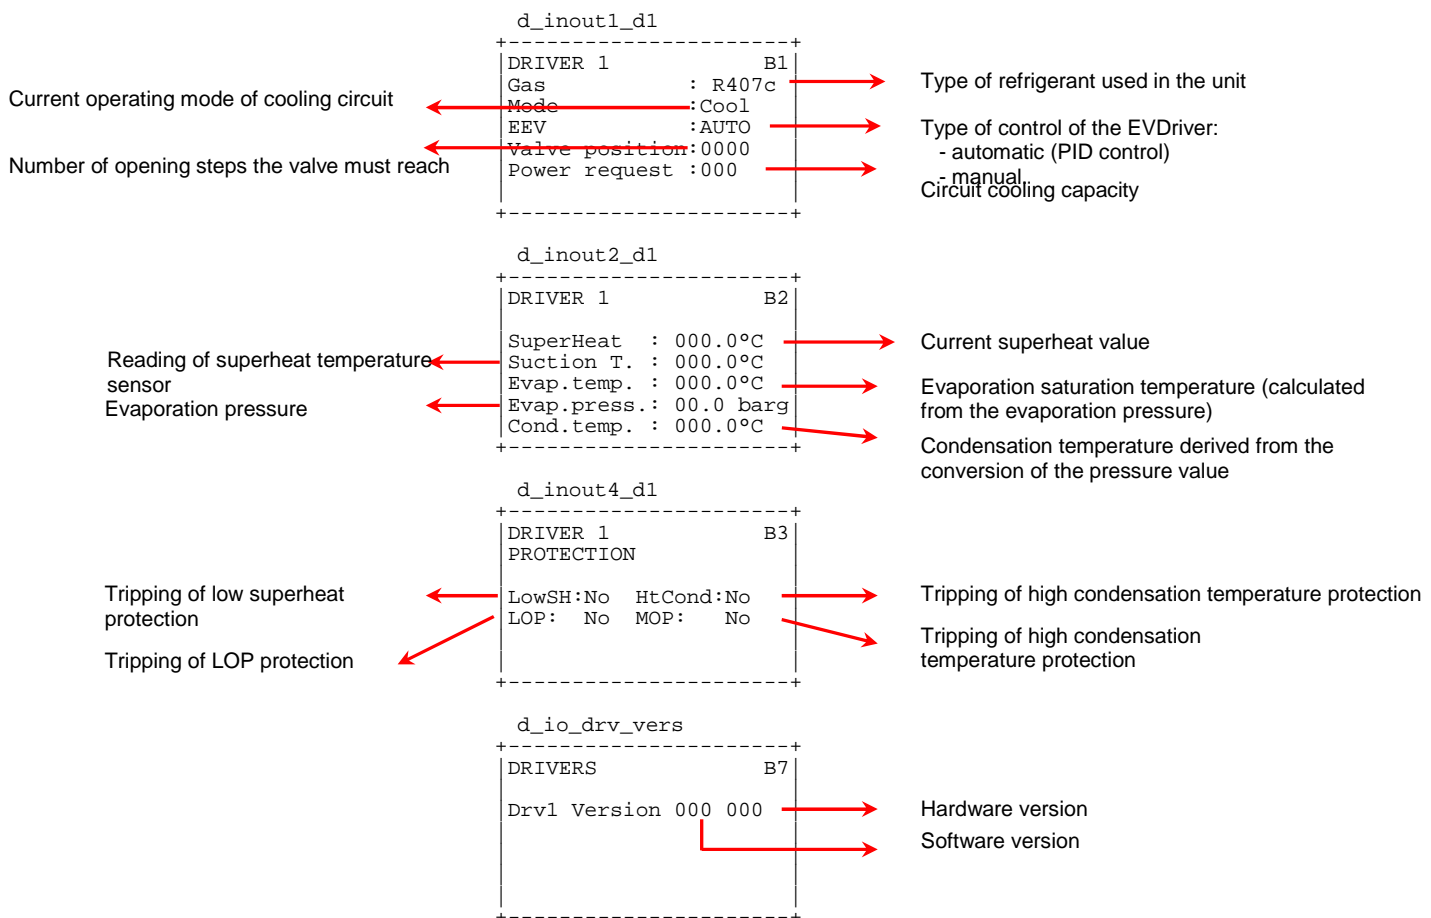 d_inout1_d1
DRIVER 1 B1
Gas : R407c
Mode :Cool
EEV :AUTO
Valve position:0000
Power request :000
Current operating mode of cooling circuit
Number of opening steps the valve must reach
Type of refrigerant used in the unit
Type of control of the EVDriver:
- automatic (PID control)
- manual
Circuit cooling capacity
d_inout2_d1
DRIVER 1 B2
SuperHeat : 000.0°C
Suction T. : 000.0°C
Evap.temp. : 000.0°C
Evap.press.: 00.0 barg
Cond.temp. : 000.0°C
Reading of superheat temperature
sensor
Evaporation pressure
Current superheat value
Evaporation saturation temperature (calculated
from the evaporation pressure)
Condensation temperature derived from the
conversion of the pressure value
d_inout4_d1
DRIVER 1 B3
PROTECTION
LowSH:No HtCond:No
LOP: No MOP: No
Tripping of low superheat
protection
Tripping of LOP protection
Tripping of high condensation temperature protection
Tripping of high condensation
temperature protection
d_io_drv_vers
DRIVERS B7
Drv1 Version 000 000
Hardware version
Software version